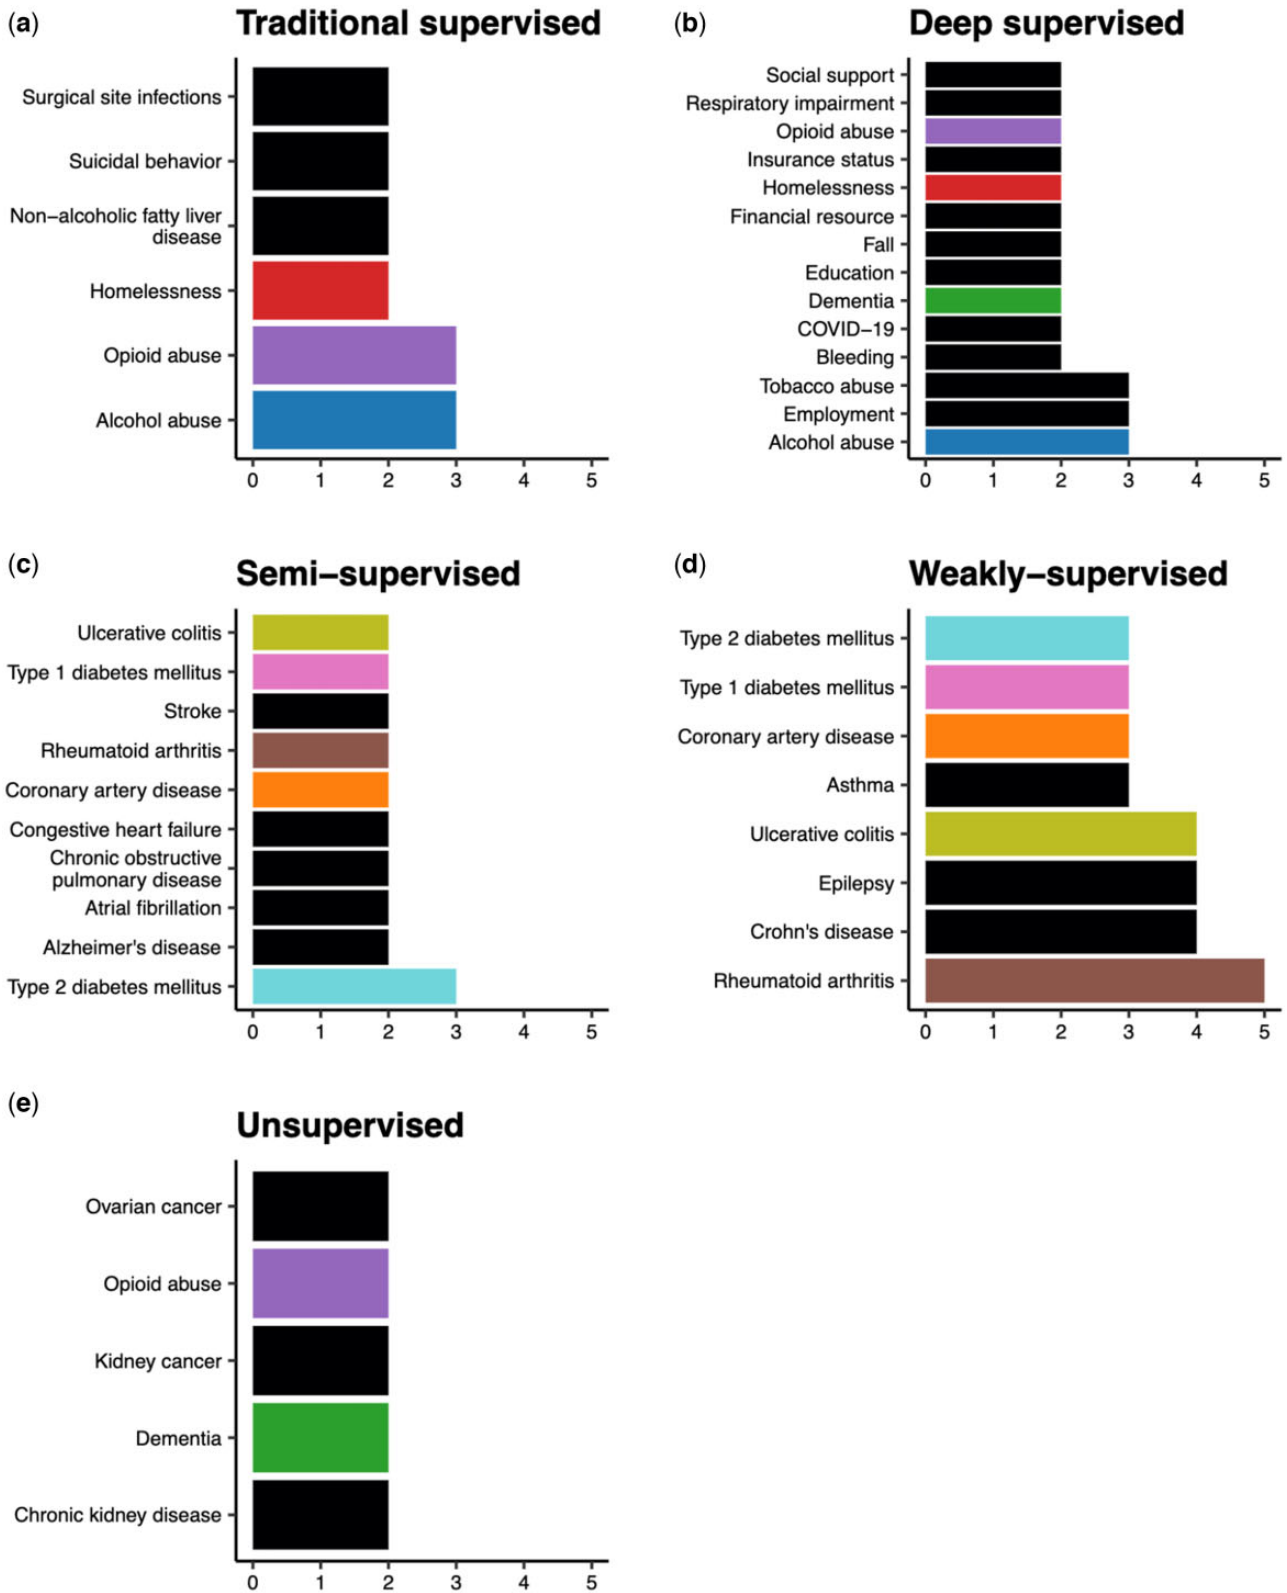 (a)
Traditional supervised
Surgical site infections
Suicidal behavior
Non−alcoholic fatty liver
disease
Homelessness
Opioid abuse
Alcohol abuse
0 1 2 3 4 5
(b)
Deep supervised
Social support
Respiratory impairment
Opioid abuse
Insurance status
Homelessness
Financial resource
Fall
Education
Dementia
COVID−19
Bleeding
Tobacco abuse
Employment
Alcohol abuse
0 1 2 3 4 5
(c)
Semi−supervised
Ulcerative colitis
Type 1 diabetes mellitus
Stroke
Rheumatoid arthritis
Coronary artery disease
Congestive heart failure
Chronic obstructive
pulmonary disease
Atrial fibrillation
Alzheimer's disease
Type 2 diabetes mellitus
0 1 2 3 4 5
(d)
Weakly−supervised
Type 2 diabetes mellitus
Type 1 diabetes mellitus
Coronary artery disease
Asthma
Ulcerative colitis
Epilepsy
Crohn's disease
Rheumatoid arthritis
0 1 2 3 4 5
(e)
Unsupervised
Ovarian cancer
Opioid abuse
Kidney cancer
Dementia
Chronic kidney disease
0 1 2 3 4 5